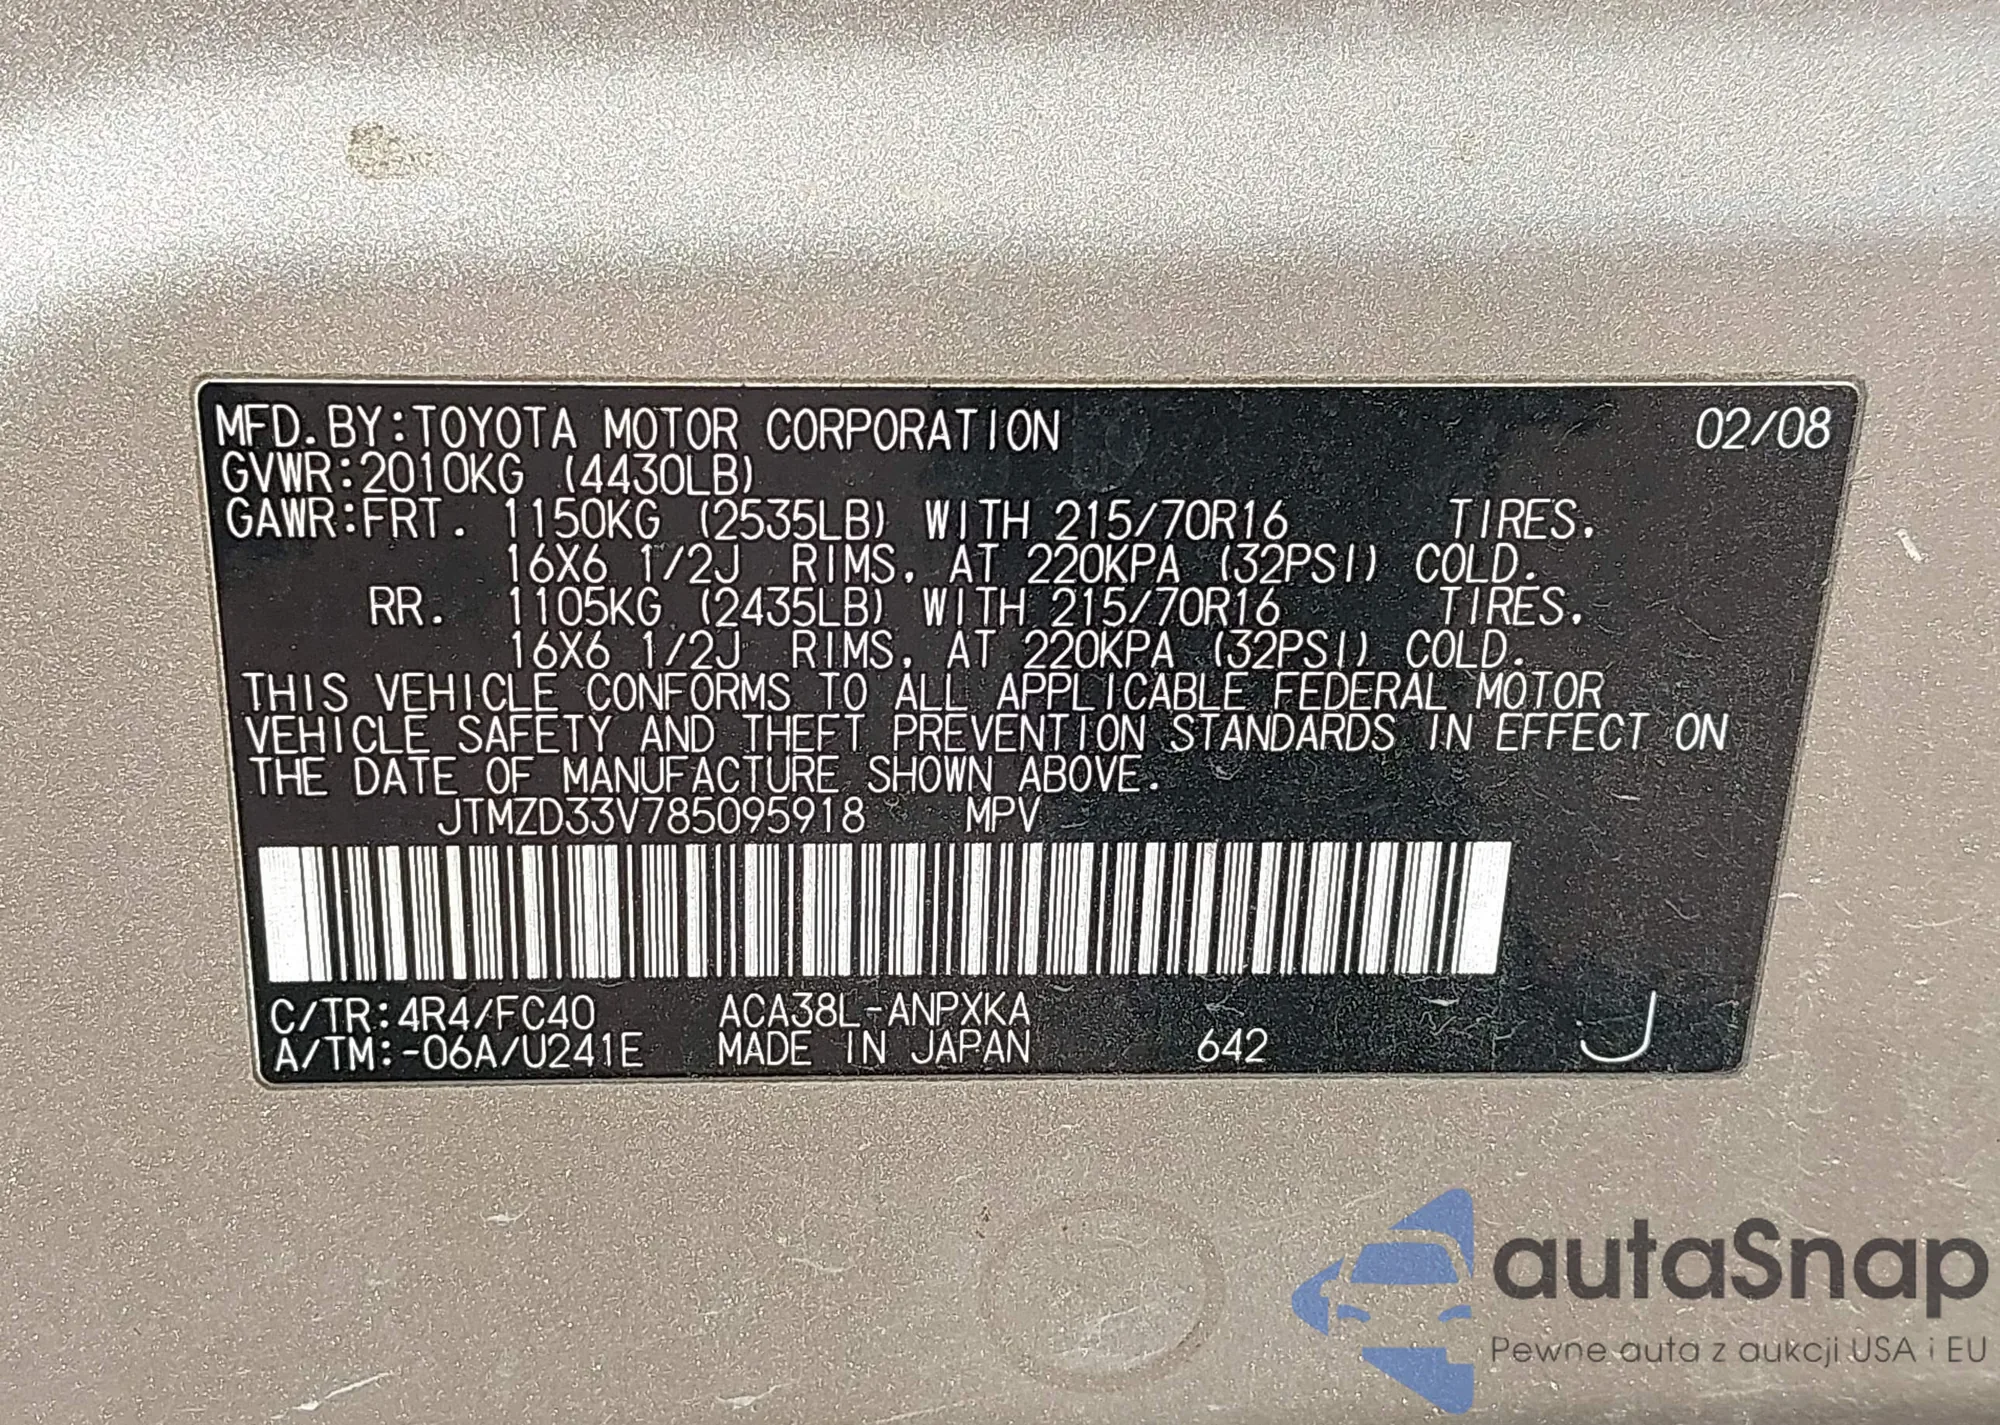 MFD. BY:TOYOTA MOTOR CORPORATION 02/08
GVWR:2010KG (4430LB)
GAWR:FRT. 1150KG (2535LB) WITH 215/70R16 TIRES,
16X6 1/2J RIMS, AT 220KPA (32PSI) COLD.
RR. 1105KG (2435LB) WITH 215/70R16 TIRES,
16X6 1/2J RIMS, AT 220KPA (32PSI) COLD.
THIS VEHICLE CONFORMS TO ALL APPLICABLE FEDERAL MOTOR
VEHICLE SAFETY AND THEFT PREVENTION STANDARDS IN EFFECT ON
THE DATE OF MANUFACTURE SHOWN ABOVE.
JTMZD33V785095918 MPV
C/TR:4R4/FC40 ACA38L-ANPXKA
A/TM:-06A/U241E MADE IN JAPAN 642 J
autaSnap
Pewne auta z aukcji USA i EU